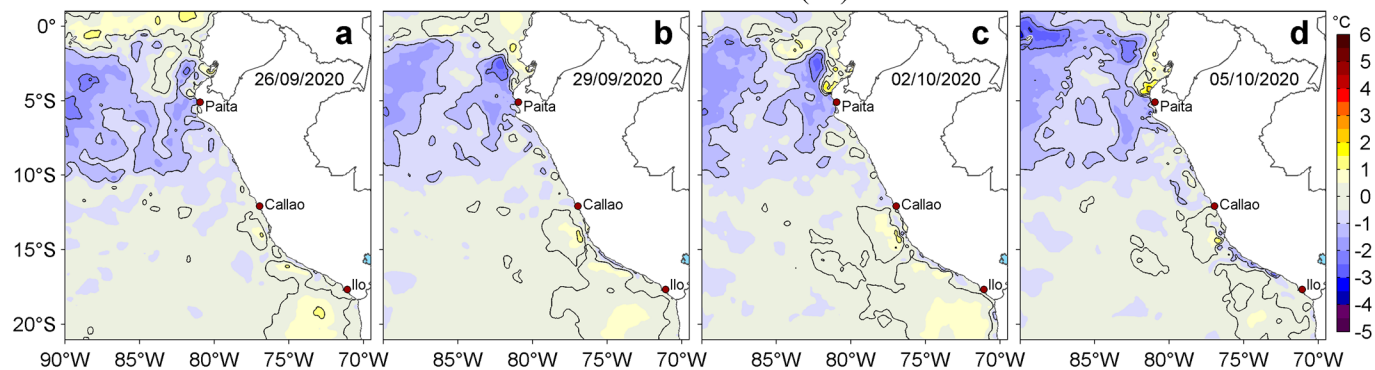 a
b
c
d
26/09/2020
29/09/2020
02/10/2020
05/10/2020
0°
5°S
10°S
15°S
20°S
Paita
Callao
Ilo
Paita
Callao
Ilo
Paita
Callao
Ilo
Paita
Callao
Ilo
90°W 85°W 80°W 75°W 70°W
85°W 80°W 75°W 70°W
85°W 80°W 75°W 70°W
85°W 80°W 75°W 70°W
°C
6
5
4
3
2
1
0
-1
-2
-3
-4
-5